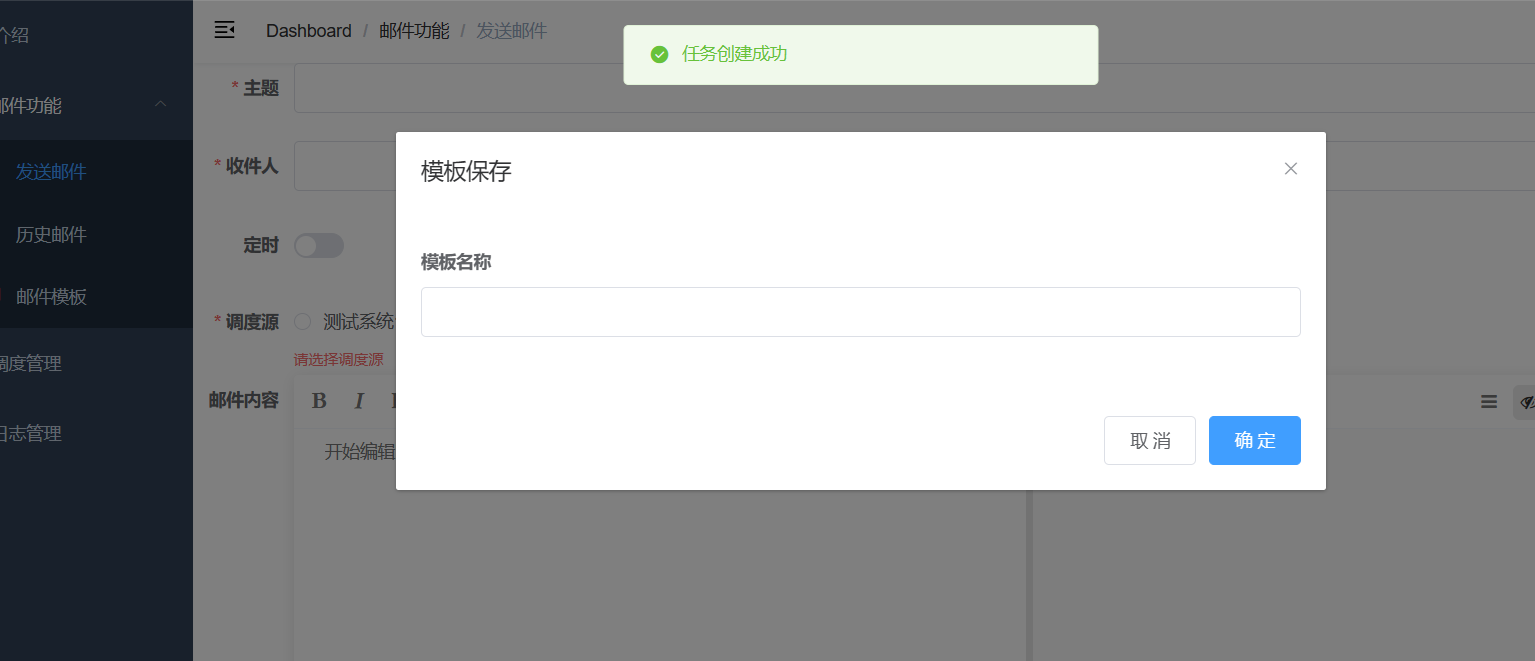 介绍
邮件功能
发送邮件
历史邮件
邮件模板
调度管理
日志管理
Dashboard / 邮件功能 / 发送邮件
任务创建成功
* 主题
* 收件人
定时
* 调度源 测试系统
请选择调度源
邮件内容 B I
开始编辑
模板保存
模板名称
取消 确定